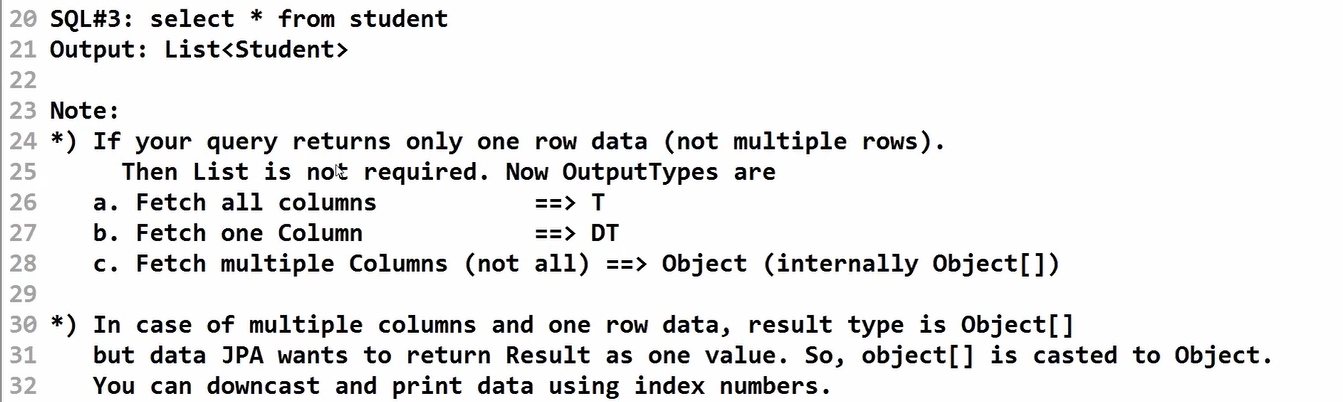 20 SQL#3: select * from student
21 Output: List<Student>
22
23 Note:
24 *) If your query returns only one row data (not multiple rows).
25 Then List is not required. Now OutputTypes are
26 a. Fetch all columns ==> T
27 b. Fetch one Column ==> DT
28 c. Fetch multiple Columns (not all) ==> Object (internally Object[])
29
30 *) In case of multiple columns and one row data, result type is Object[]
31 but data JPA wants to return Result as one value. So, object[] is casted to Object.
32 You can downcast and print data using index numbers.